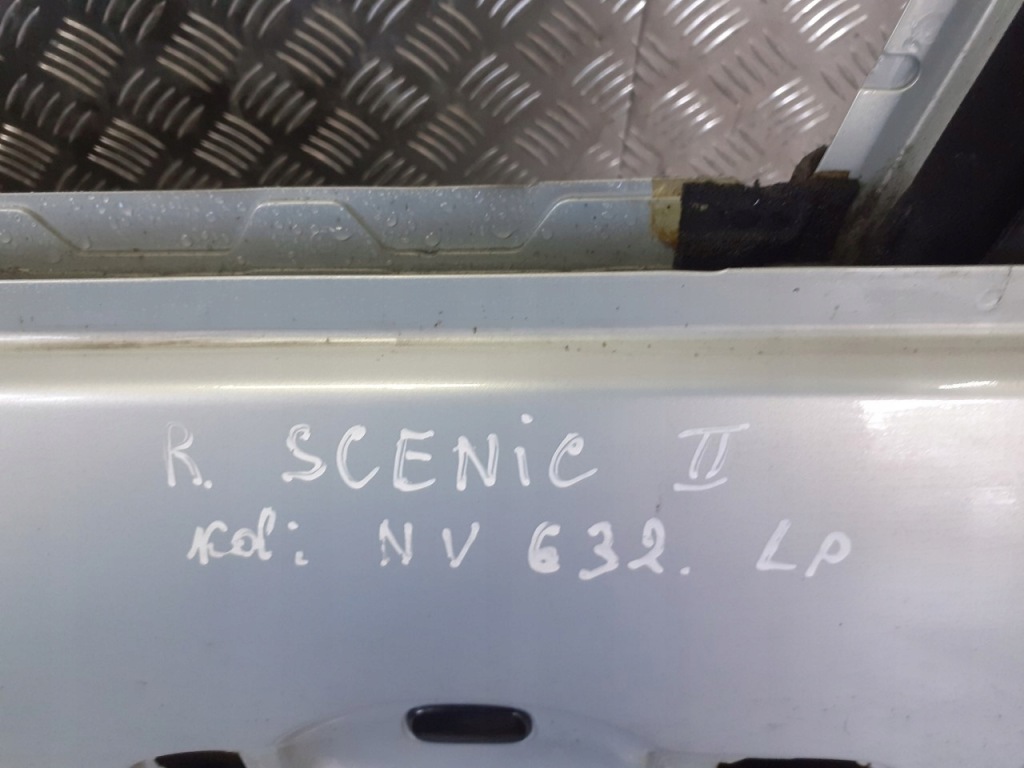 R. SCENiC II
kol: NV 632. LP